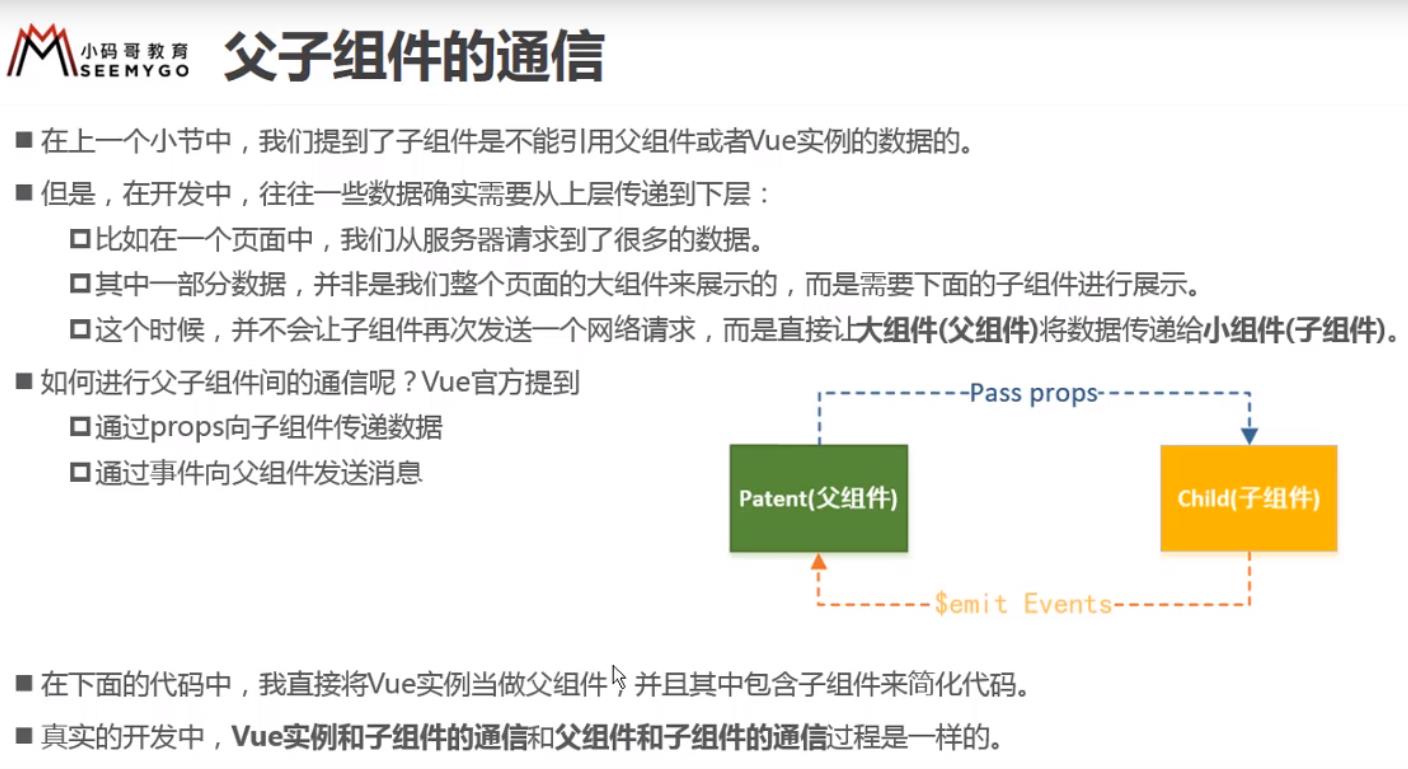 小码哥教育
SEEMYGO
父子组件的通信
在上一个小节中，我们提到了子组件是不能引用父组件或者Vue实例的数据的。
但是，在开发中，往往一些数据确实需要从上层传递到下层：
比如在一个页面中，我们从服务器请求到了很多的数据。
其中一部分数据，并非是我们整个页面的大组件来展示的，而是需要下面的子组件进行展示。
这个时候，并不会让子组件再次发送一个网络请求，而是直接让大组件(父组件)将数据传递给小组件(子组件)。
如何进行父子组件间的通信呢？Vue官方提到
通过props向子组件传递数据
通过事件向父组件发送消息
Pass props
Patent(父组件)
Child(子组件)
$emit Events
在下面的代码中，我直接将Vue实例当做父组件，并且其中包含子组件来简化代码。
真实的开发中，Vue实例和子组件的通信和父组件和子组件的通信过程是一样的。